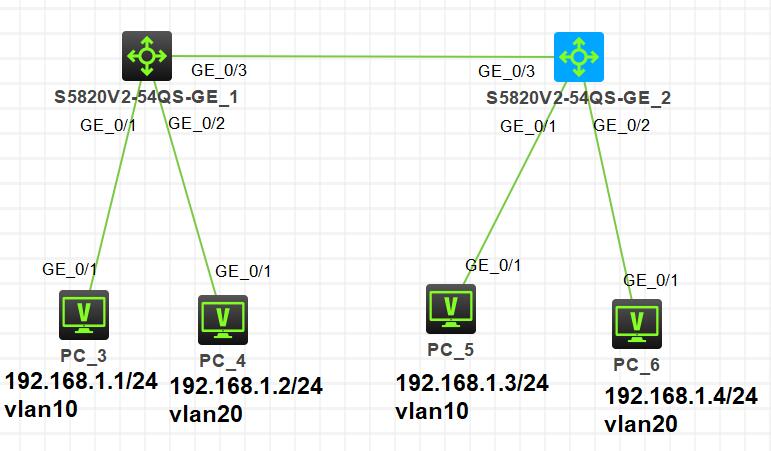 GE_0/3
GE_0/3
S5820V2-54QS-GE_1
S5820V2-54QS-GE_2
GE_0/1
GE_0/2
GE_0/1
GE_0/2
GE_0/1
GE_0/1
GE_0/1
GE_0/1
V
V
V
V
PC_3
PC_4
PC_5
PC_6
192.168.1.1/24
vlan10
192.168.1.2/24
vlan20
192.168.1.3/24
vlan10
192.168.1.4/24
vlan20